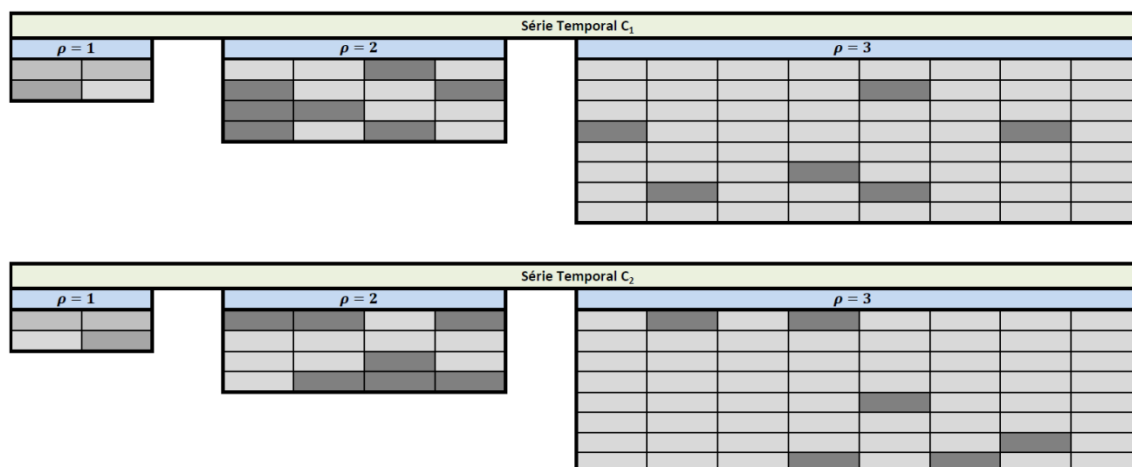 Série Temporal C₁
ρ = 1
ρ = 2
ρ = 3
Série Temporal C₂
ρ = 1
ρ = 2
ρ = 3